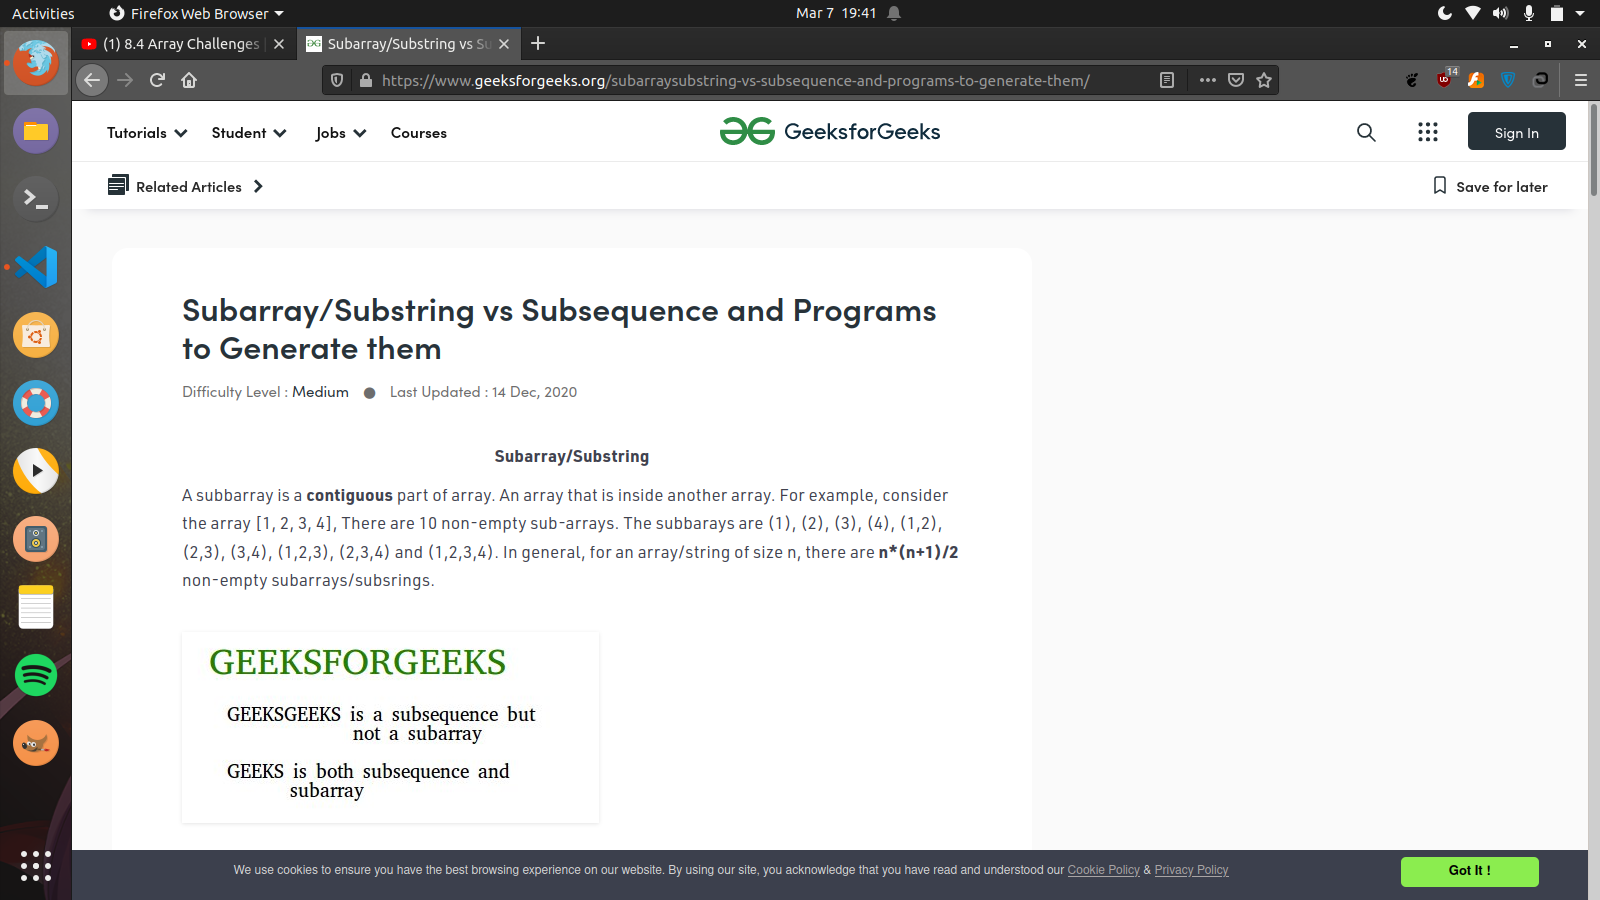 Activities
Firefox Web Browser
Mar 7 19:41
(1) 8.4 Array Challenges
Subarray/Substring vs Su
https://www.geeksforgeeks.org/subarraysubstring-vs-subsequence-and-programs-to-generate-them/
14
Tutorials
Student
Jobs
Courses
GeeksforGeeks
Sign In
Related Articles
Save for later
Subarray/Substring vs Subsequence and Programs
to Generate them
Difficulty Level : Medium
Last Updated : 14 Dec, 2020
Subarray/Substring
A subbarray is a contiguous part of array. An array that is inside another array. For example, consider
the array [1, 2, 3, 4], There are 10 non-empty sub-arrays. The subbarays are (1), (2), (3), (4), (1,2),
(2,3), (3,4), (1,2,3), (2,3,4) and (1,2,3,4). In general, for an array/string of size n, there are n*(n+1)/2
non-empty subarrays/subsrings.
GEEKSFORGEEKS
GEEKSGEEKS is a subsequence but
not a subarray
GEEKS is both subsequence and
subarray
We use cookies to ensure you have the best browsing experience on our website. By using our site, you acknowledge that you have read and understood our Cookie Policy & Privacy Policy
Got It !